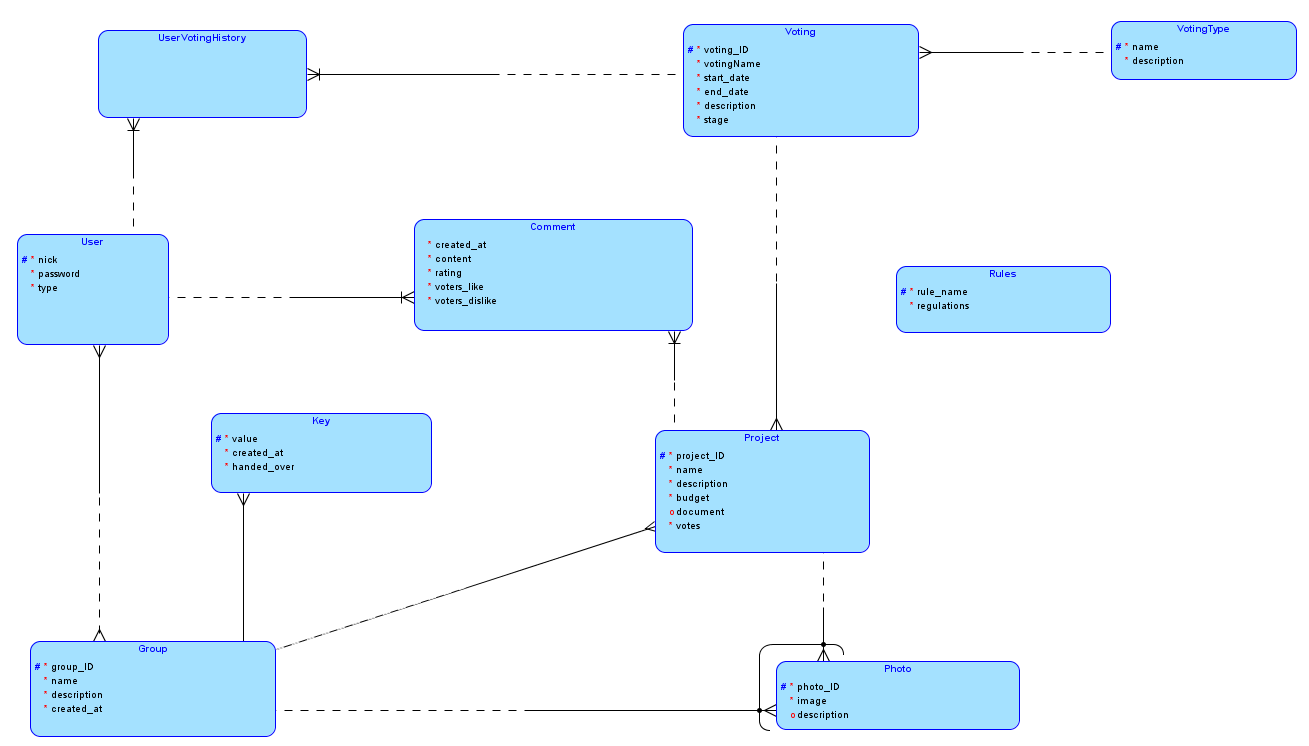 UserVotingHistory
Voting
# * voting_ID
* votingName
* start_date
* end_date
* description
* stage
VotingType
# * name
* description
User
# * nick
* password
* type
Comment
* created_at
* content
* rating
* voters_like
* voters_dislike
Rules
# * rule_name
* regulations
Key
# * value
* created_at
* handed_over
Project
# * project_ID
* name
* description
* budget
o document
* votes
Group
# * group_ID
* name
* description
* created_at
Photo
# * photo_ID
* image
o description